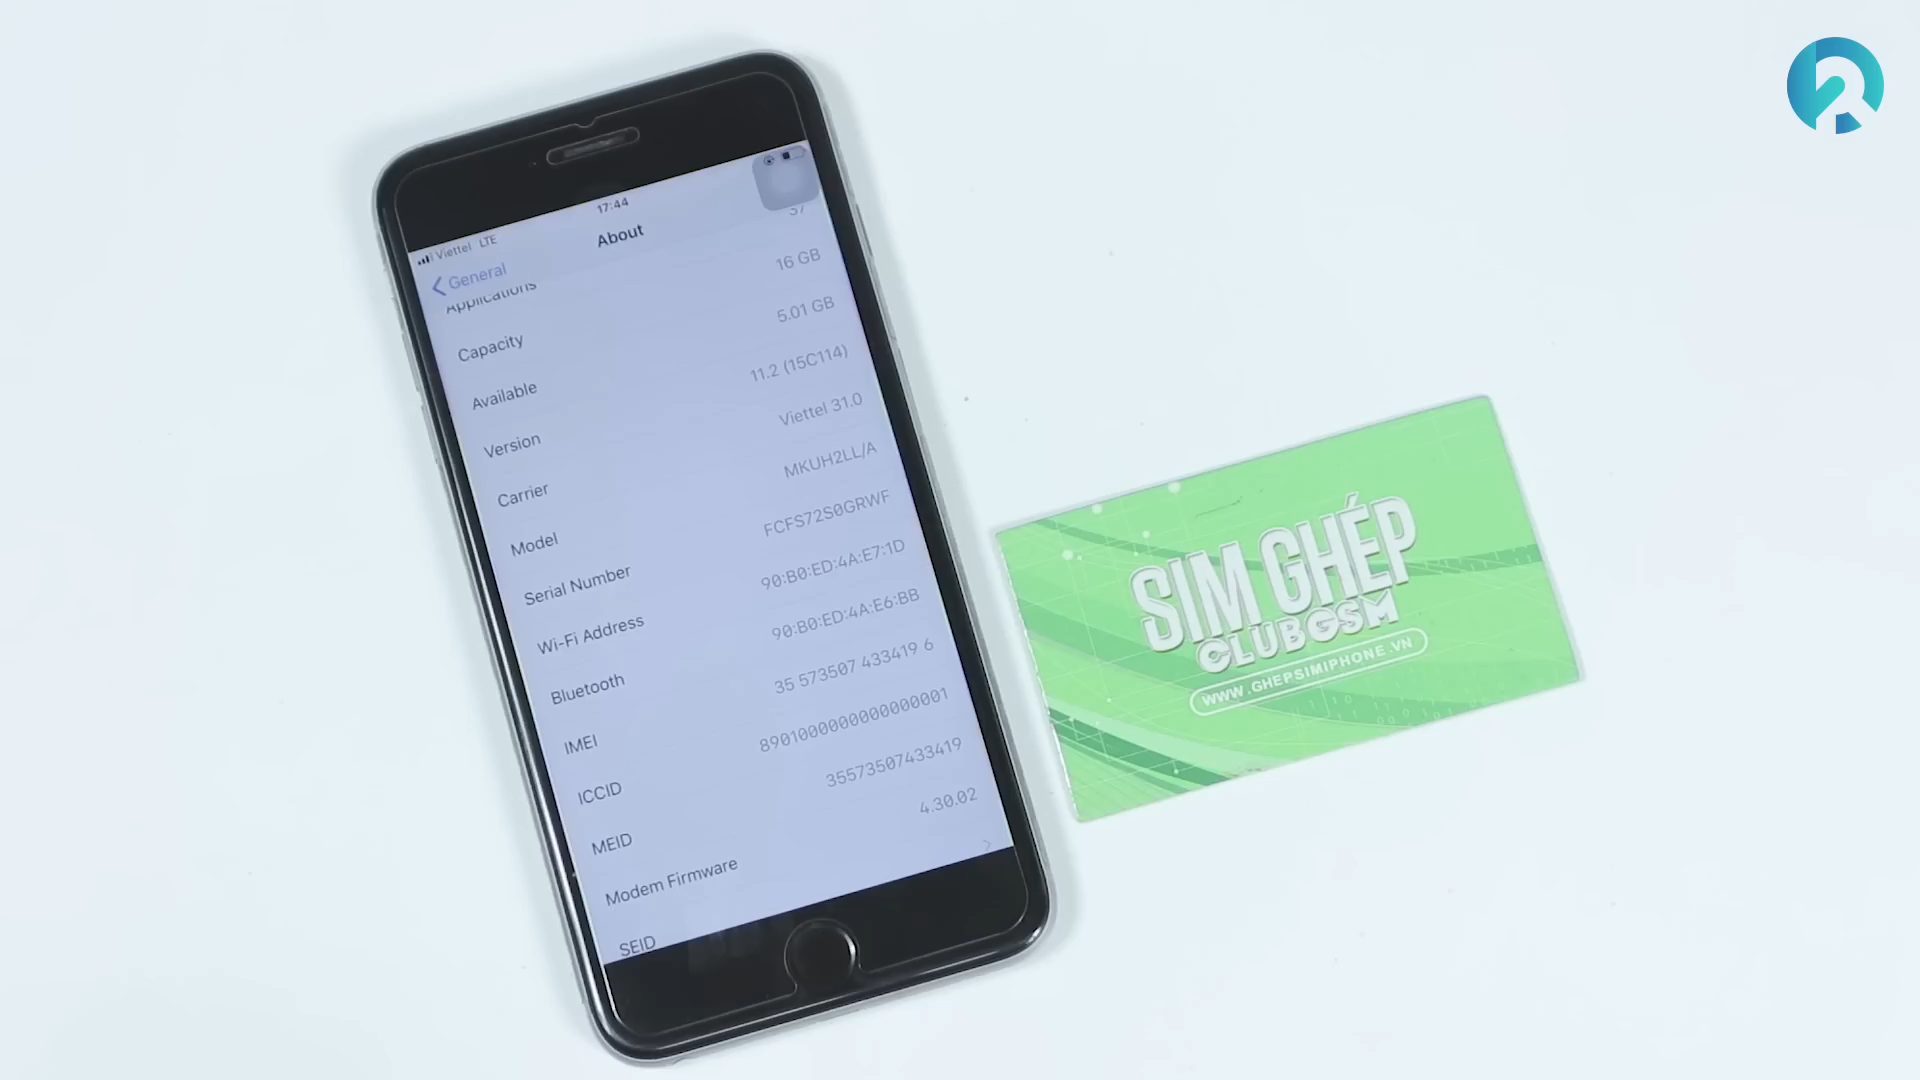 17:44
Viettel LTE
About
General
37
Applications
16 GB
Capacity
5.01 GB
Available
11.2 (15C114)
Version
Viettel 31.0
Carrier
MKUH2LL/A
Model
FCFS72S0GRWF
Serial Number
90:B0:ED:4A:E7:1D
Wi-Fi Address
90:B0:ED:4A:E6:BB
Bluetooth
35 573507 433419 6
IMEI
8901000000000000001
ICCID
35573507433419
MEID
4.30.02
Modem Firmware
SEID
SIM GHÉP
CLUBGSM
WWW.GHEPSIMIPHONE.VN